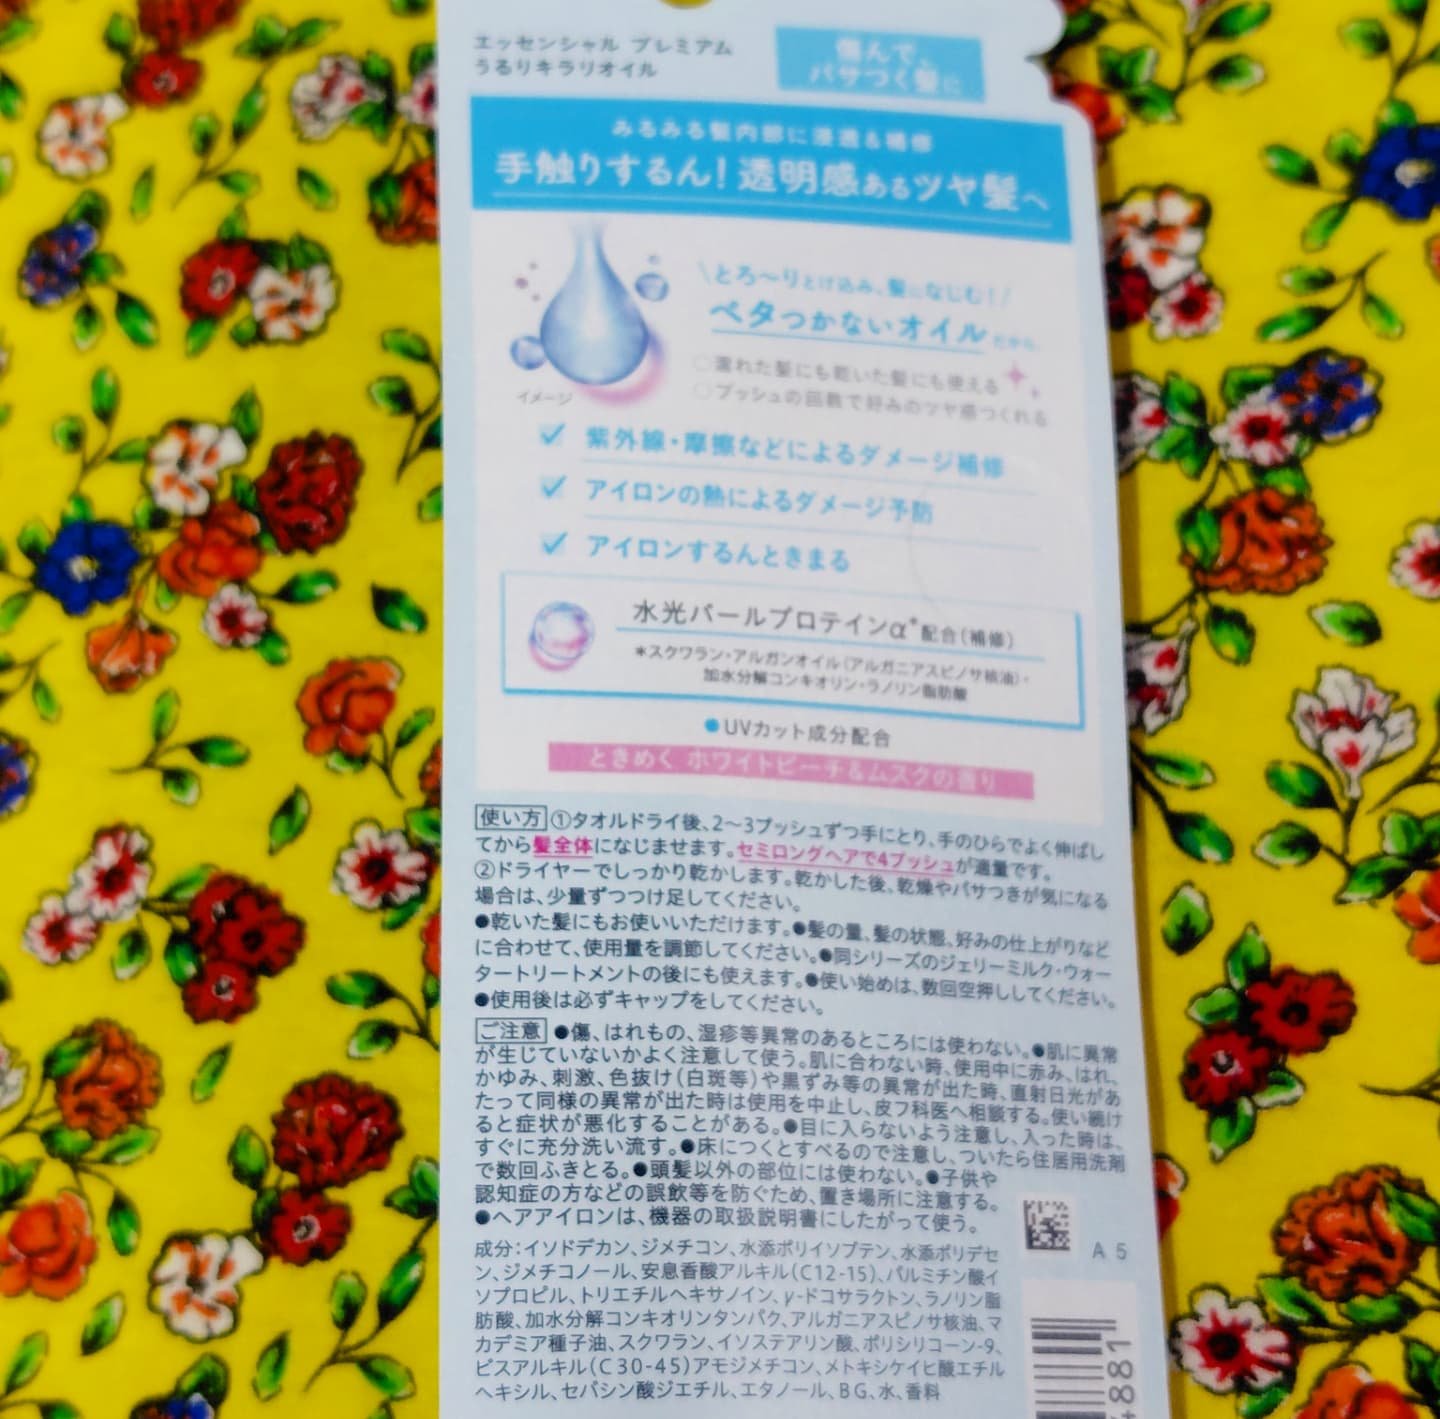 エッセンシャル プレミアム
うるりキラリオイル
傷んで、
パサつく髪に
みるみる髪内部に浸透&補修
手触りするん!透明感あるツヤ髪へ
\とろ〜りとけ込み、髪になじむ!/
ベタつかないオイルだから、
○濡れた髪にも乾いた髪にも使える
○プッシュの回数で好みのツヤ感つくれる
イメージ
✓ 紫外線・摩擦などによるダメージ補修
✓ アイロンの熱によるダメージ予防
✓ アイロンするんときまる
水光パールプロテインα*配合(補修)
*スクワラン・アルガンオイル(アルガニアスピノサ核油)・
加水分解コンキオリン・ラノリン脂肪酸
●UVカット成分配合
ときめく ホワイトピーチ&ムスクの香り
使い方 ①タオルドライ後、2〜3プッシュずつ手にとり、手のひらでよく伸ばし
てから髪全体になじませます。セミロングヘアで4プッシュが適量です。
②ドライヤーでしっかり乾かします。乾かした後、乾燥やパサつきが気になる
場合は、少量ずつつけ足してください。
●乾いた髪にもお使いいただけます。●髪の量、髪の状態、好みの仕上がりなど
に合わせて、使用量を調節してください。●同シリーズのジェリーミルク・ウォー
タートリートメントの後にも使えます。●使い始めは、数回空押ししてください。
●使用後は必ずキャップをしてください。
ご注意 ●傷、はれもの、湿疹等異常のあるところには使わない。●肌に異常
が生じていないかよく注意して使う。肌に合わない時、使用中に赤み、はれ、
かゆみ、刺激、色抜け(白斑等)や黒ずみ等の異常が出た時、直射日光があ
たって同様の異常が出た時は使用を中止し、皮フ科医へ相談する。使い続け
ると症状が悪化することがある。●目に入らないよう注意し、入った時は、
すぐに充分洗い流す。●床につくとすべるので注意し、ついたら住居用洗剤
で数回ふきとる。●頭髪以外の部位には使わない。●子供や
認知症の方などの誤飲等を防ぐため、置き場所に注意する。
●ヘアアイロンは、機器の取扱説明書にしたがって使う。
A5
成分:イソドデカン、ジメチコン、水添ポリイソブテン、水添ポリデセ
ン、ジメチコノール、安息香酸アルキル(C12-15)、パルミチン酸イ
ソプロピル、トリエチルヘキサノイン、γ-ドコサラクトン、ラノリン脂
肪酸、加水分解コンキオリンタンパク、アルガニアスピノサ核油、マ
カデミア種子油、スクワラン、イソステアリン酸、ポリシリコーン-9、
ビスアルキル(C30-45)アモジメチコン、メトキシケイヒ酸エチル
ヘキシル、セバシン酸ジエチル、エタノール、BG、水、香料
4881